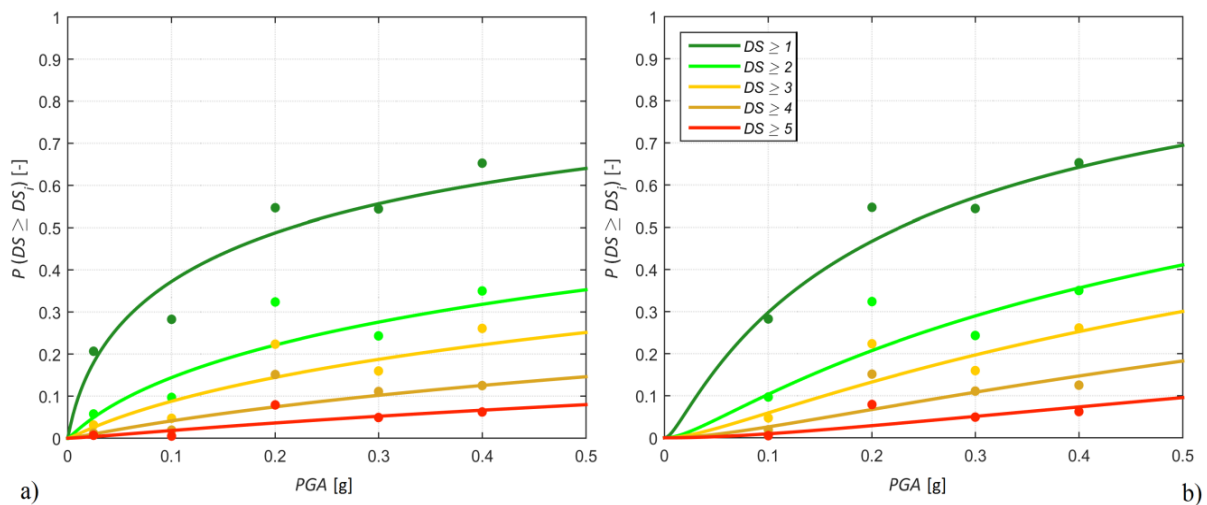 1
0.9
0.8
0.7
0.6
0.5
0.4
0.3
0.2
0.1
0
P (DS ≥ DSi) [-]
0 0.1 0.2 0.3 0.4 0.5
PGA [g]
a)
1
0.9
0.8
0.7
0.6
0.5
0.4
0.3
0.2
0.1
0
P (DS ≥ DSi) [-]
DS ≥ 1
DS ≥ 2
DS ≥ 3
DS ≥ 4
DS ≥ 5
0 0.1 0.2 0.3 0.4 0.5
PGA [g]
b)